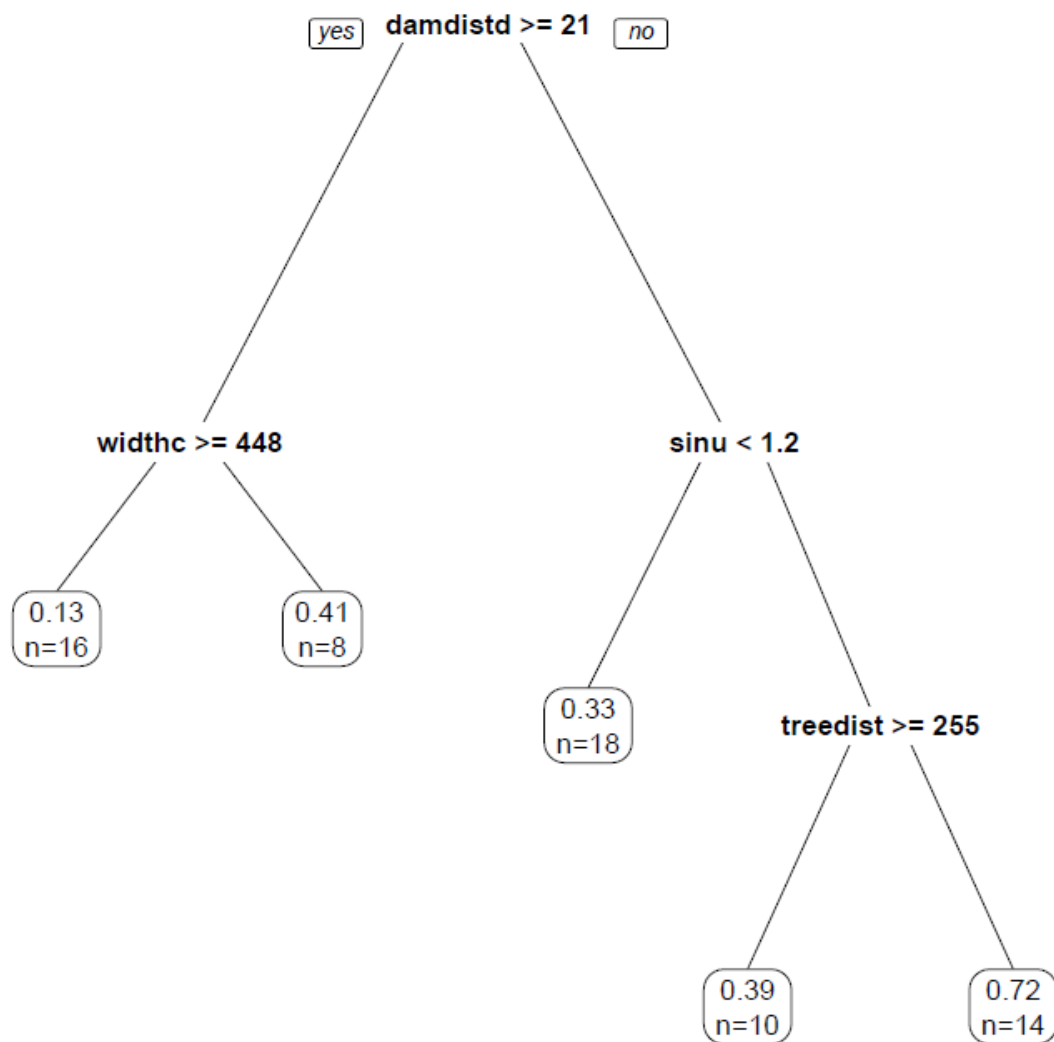 yes damdistd >= 21 no
widthc >= 448 sinu < 1.2
0.13
n=16
0.41
n=8
0.33
n=18
treedist >= 255
0.39
n=10
0.72
n=14